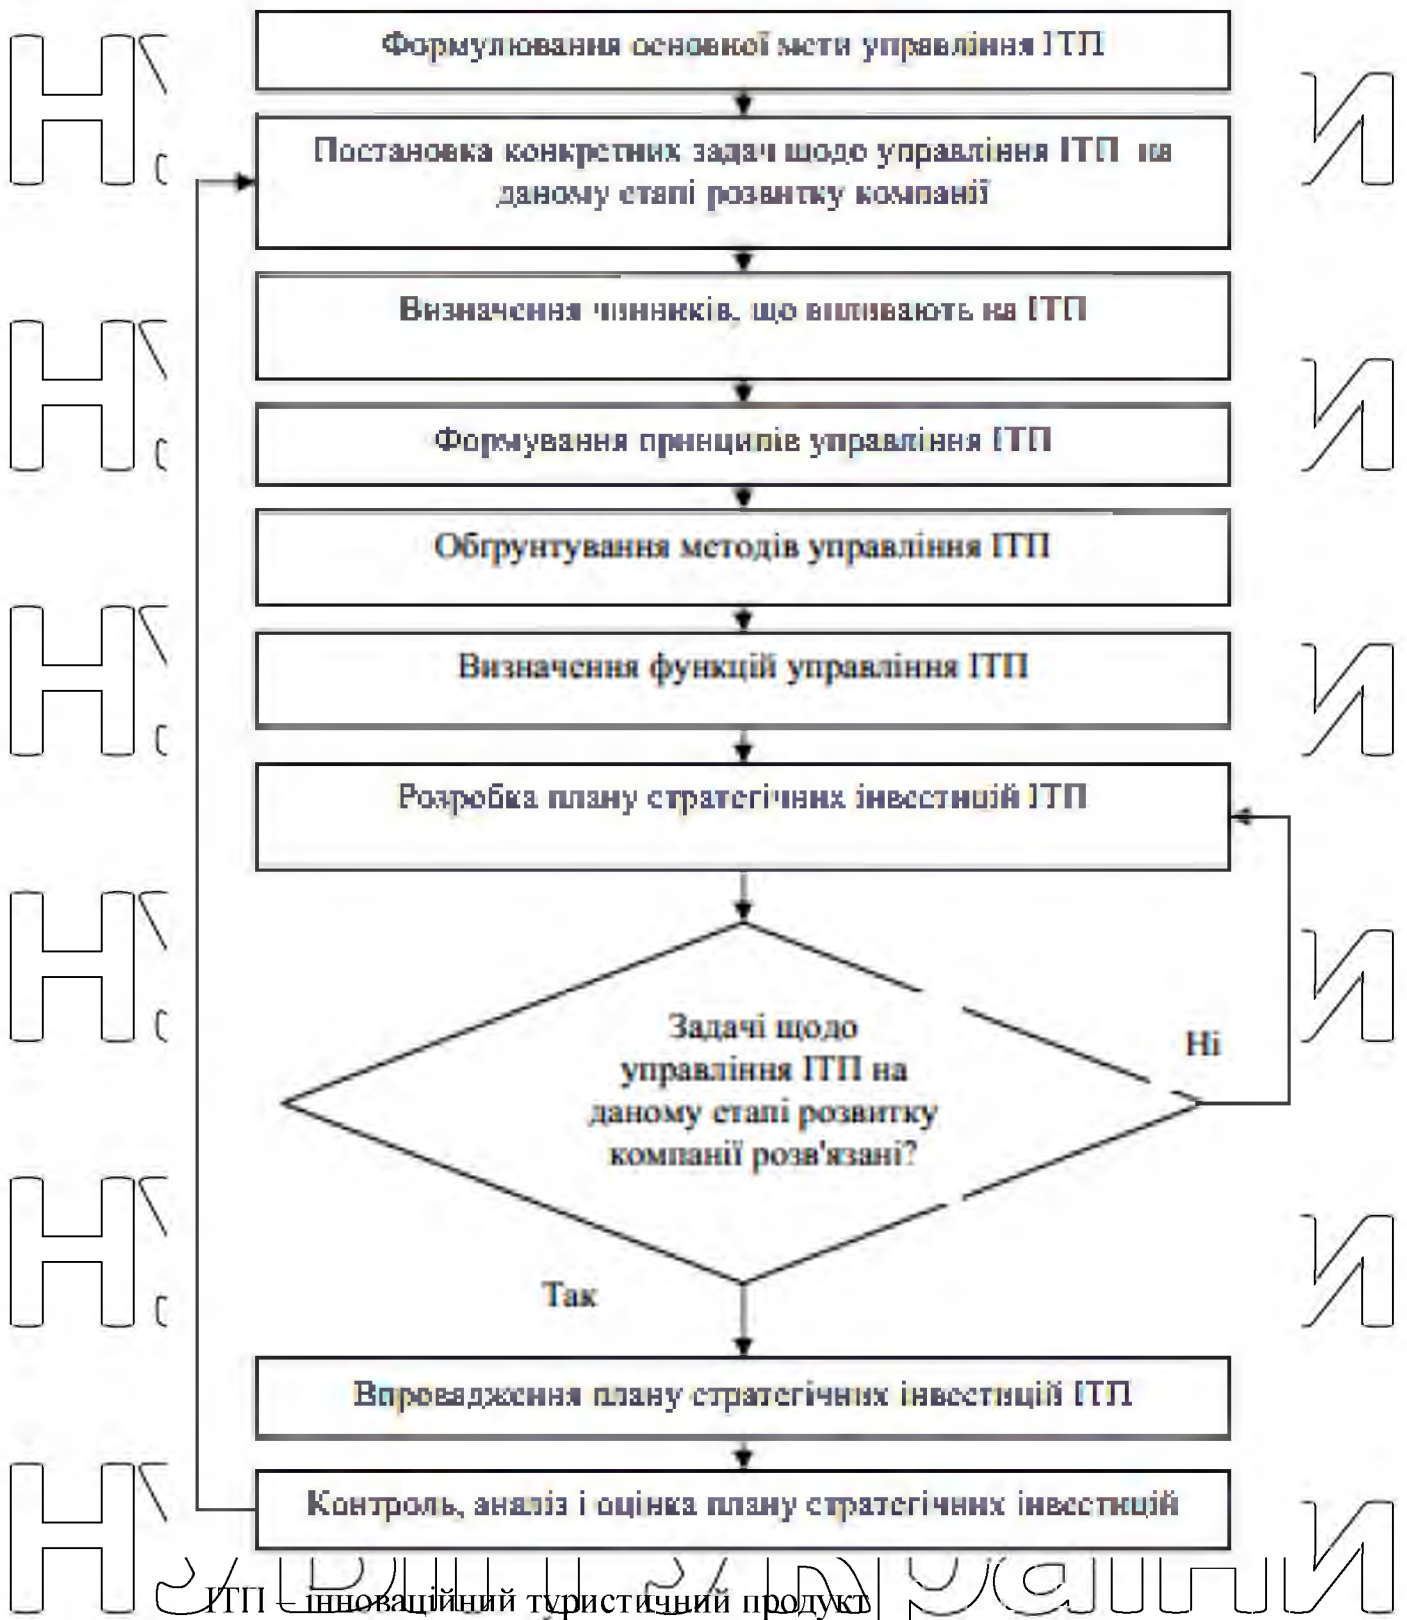 Формулювання основної мети управління ІТП
Постановка конкретних задач щодо управління ІТП на
даному етапі розвитку компанії
Визначення чинників, що впливають на ІТП
Формування принципів управління ІТП
Обґрунтування методів управління ІТП
Визначення функцій управління ІТП
Розробка плану стратегічних інвестицій ІТП
Задачі щодо
управління ІТП на
даному етапі розвитку
компанії розв'язані?
Ні
Так
Впровадження плану стратегічних інвестицій ІТП
Контроль, аналіз і оцінка плану стратегічних інвестицій
НУБіП України
ІТП – інноваційний туристичний продукт